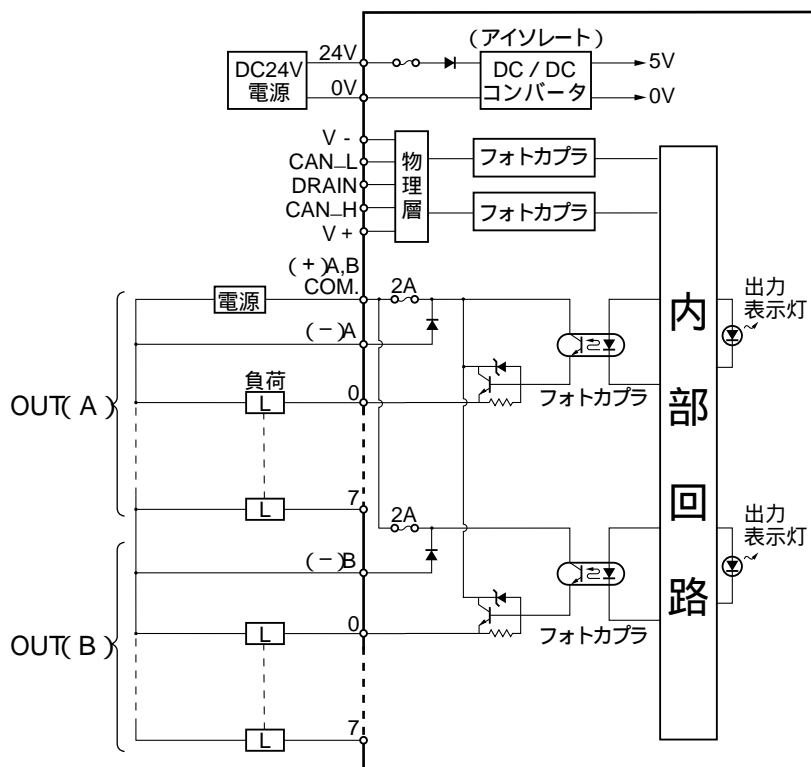 (アイソレート)
24V
DC24V
電源
0V
DC / DC
コンバータ
5V
0V
V -
CAN_L
DRAIN
CAN_H
V +
物理層
フォトカプラ
フォトカプラ
(+)A,B
COM.
電源
2A
(-)A
負荷
L
0
フォトカプラ
OUT( A )
L
7
2A
(-)B
L
0
フォトカプラ
OUT( B )
L
7
内部回路
出力
表示灯
出力
表示灯